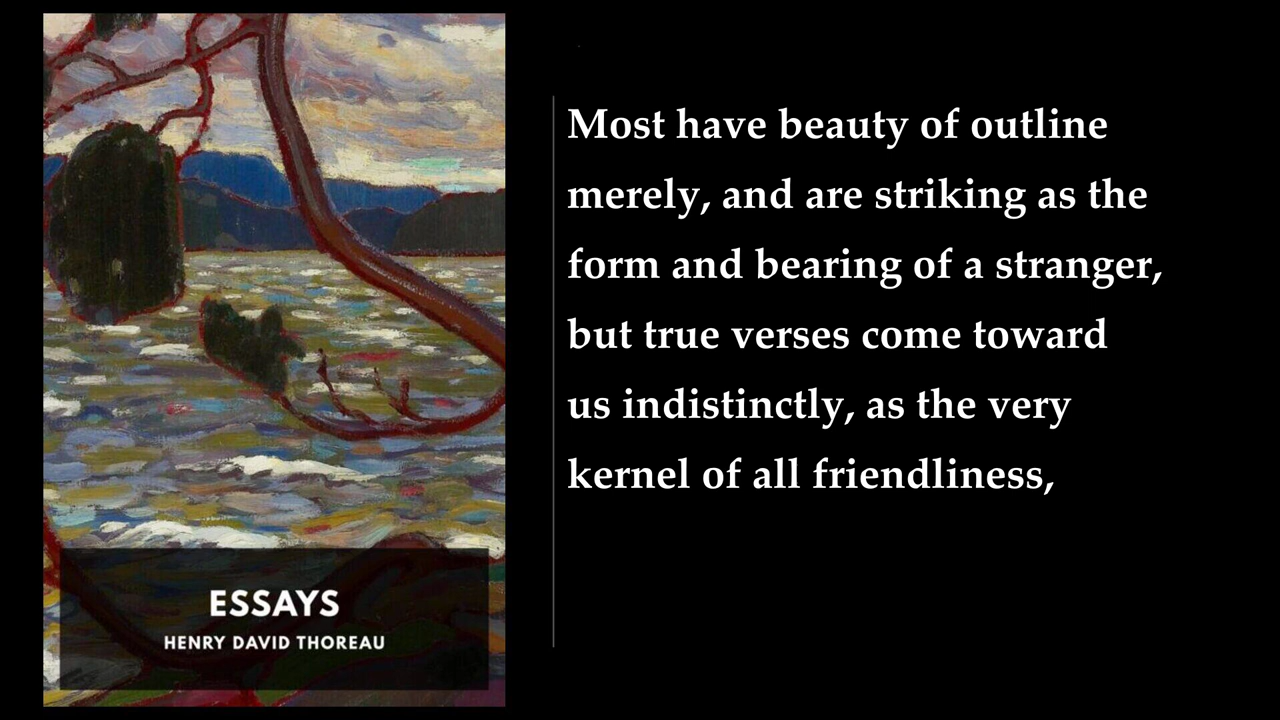 Most have beauty of outline
merely, and are striking as the
form and bearing of a stranger,
but true verses come toward
us indistinctly, as the very
kernel of all friendliness,
ESSAYS
HENRY DAVID THOREAU